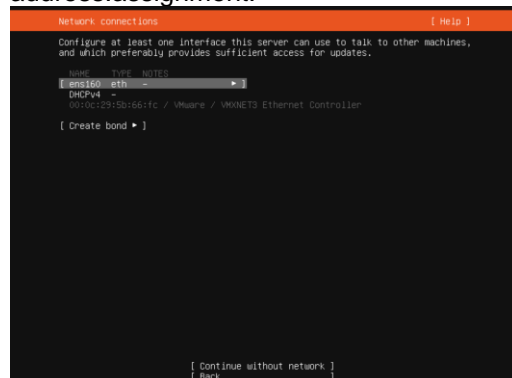 address.assignment.
Network connections [ Help ]
Configure at least one interface this server can use to talk to other machines,
and which preferably provides sufficient access for updates.
NAME TYPE NOTES
[ ens160 eth - ▸ ]
DHCPv4 -
00:0c:29:5b:66:fc / VMware / VMXNET3 Ethernet Controller
[ Create bond ▸ ]
[ Continue without network ]
[ Back ]